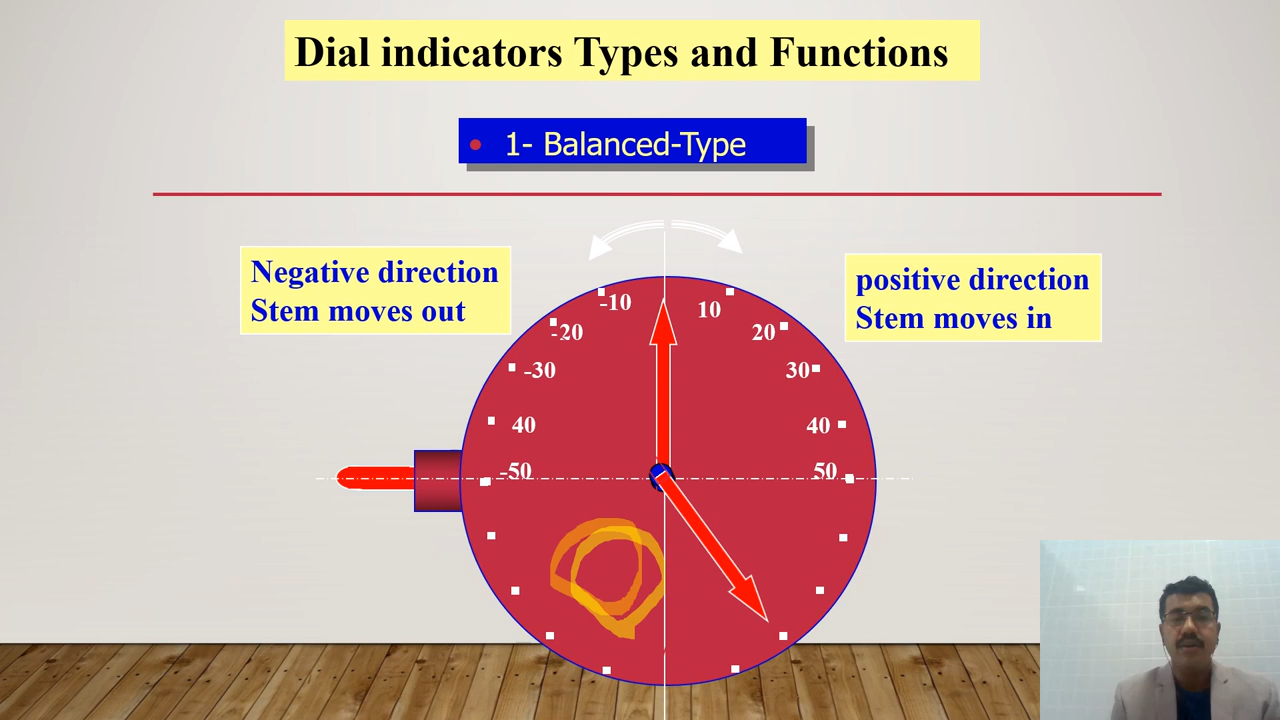 Dial indicators Types and Functions
• 1- Balanced-Type
Negative direction
Stem moves out
positive direction
Stem moves in
-10
10
-20
20
-30
30
40
40
-50
50